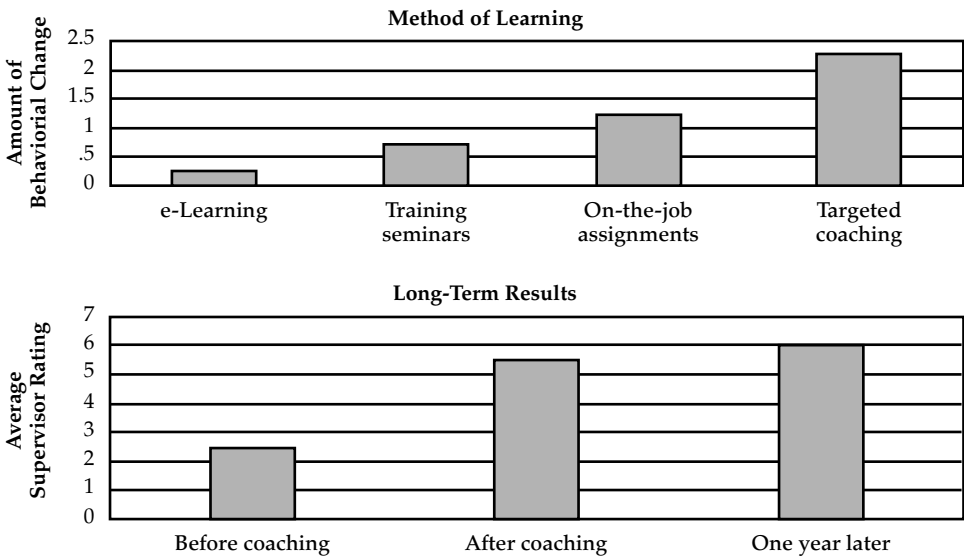 Method of Learning
Amount of
Behaviorial Change
2.5
2
1.5
1
.5
0
e-Learning
Training
seminars
On-the-job
assignments
Targeted
coaching
Long-Term Results
Average
Supervisor Rating
7
6
5
4
3
2
1
0
Before coaching
After coaching
One year later